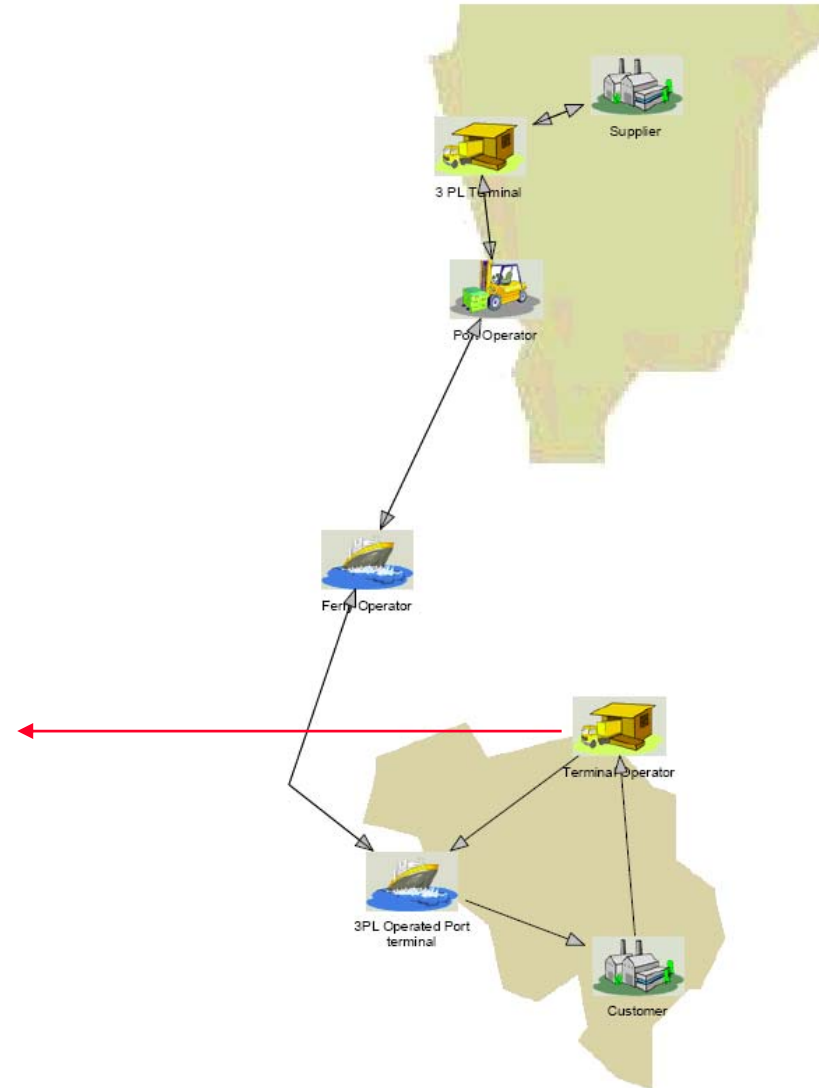 Supplier
3 PL Terminal
Port Operator
Ferry Operator
Terminal Operator
3PL Operated Port
terminal
Customer